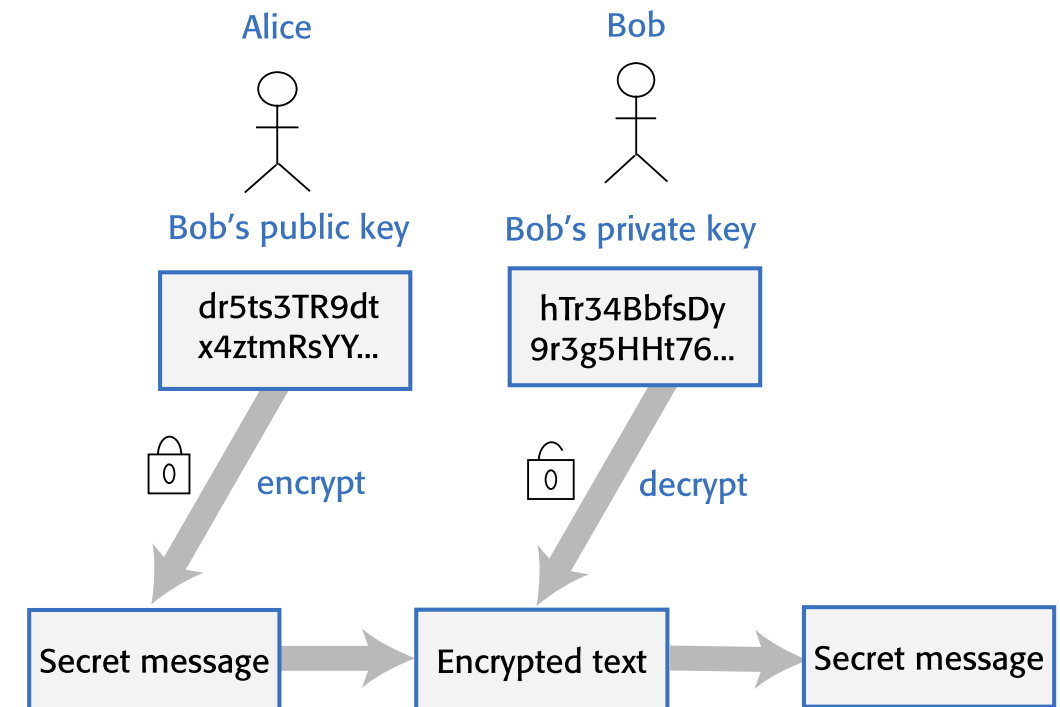 Alice
Bob
Bob's public key
Bob's private key
dr5ts3TR9dt
x4ztmRsYY...
hTr34BbfsDy
9r3g5HHt76...
encrypt
decrypt
Secret message
Encrypted text
Secret message